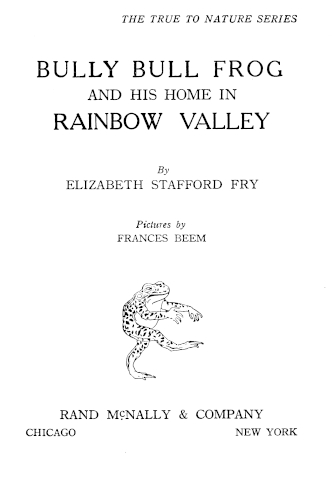 THE TRUE TO NATURE SERIES
BULLY BULL FROG
AND HIS HOME IN
RAINBOW VALLEY
By
ELIZABETH STAFFORD FRY
Pictures by
FRANCES BEEM
RAND McNALLY & COMPANY
CHICAGO NEW YORK